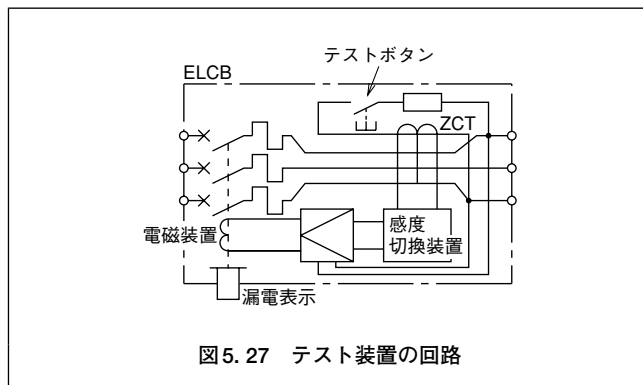 テストボタン
ELCB
ZCT
電磁装置
感度
切換装置
漏電表示
図5. 27 テスト装置の回路